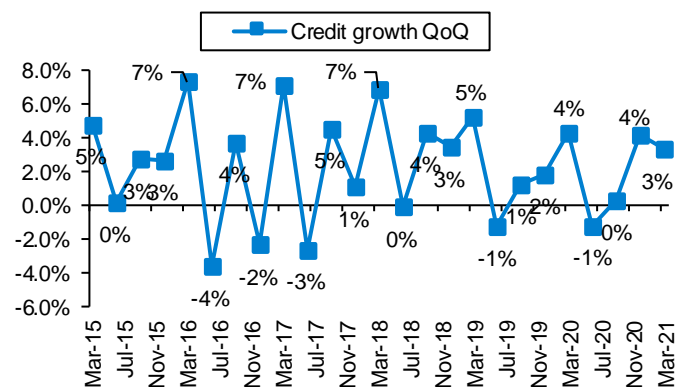 Credit growth QoQ
8.0%
6.0%
4.0%
2.0%
0.0%
-2.0%
-4.0%
-6.0%
5%
0%
3%
3%
7%
-4%
4%
-2%
7%
-3%
5%
1%
7%
0%
4%
3%
5%
-1%
1%
2%
4%
-1%
0%
4%
3%
Mar-15
Jul-15
Nov-15
Mar-16
Jul-16
Nov-16
Mar-17
Jul-17
Nov-17
Mar-18
Jul-18
Nov-18
Mar-19
Jul-19
Nov-19
Mar-20
Jul-20
Nov-20
Mar-21